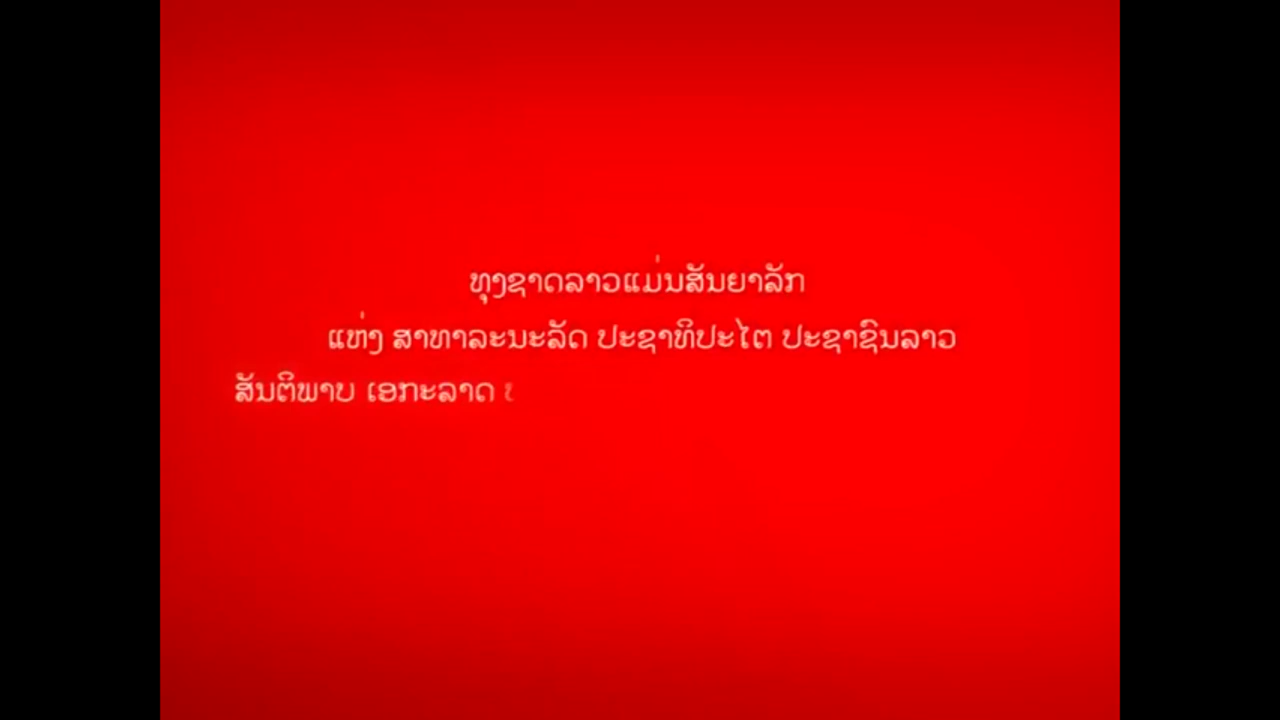 ທຸງຊາດລາວແມ່ນສັນຍາລັກ
ແຫ່ງ ສາທາລະນະລັດ ປະຊາທິປະໄຕ ປະຊາຊົນລາວ
ສັນຕິພາບ ເອກະລາດ